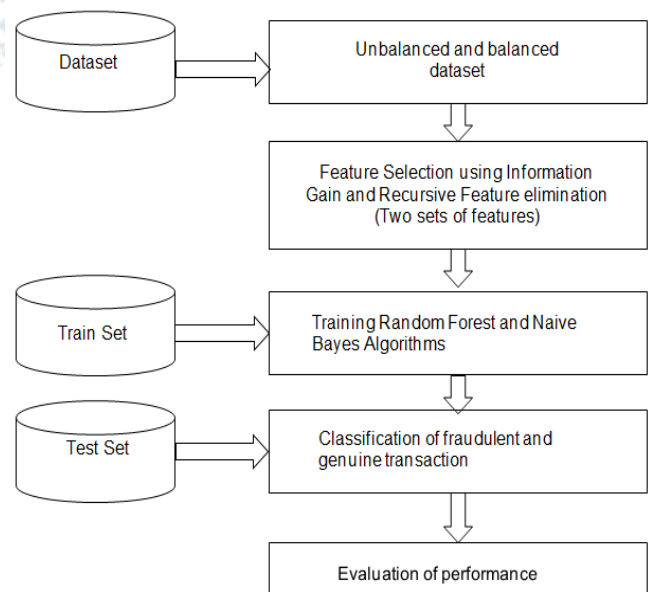 Dataset
Unbalanced and balanced
dataset
Feature Selection using Information
Gain and Recursive Feature elimination
(Two sets of features)
Train Set
Training Random Forest and Naive
Bayes Algorithms
Test Set
Classification of fraudulent and
genuine transaction
Evaluation of performance